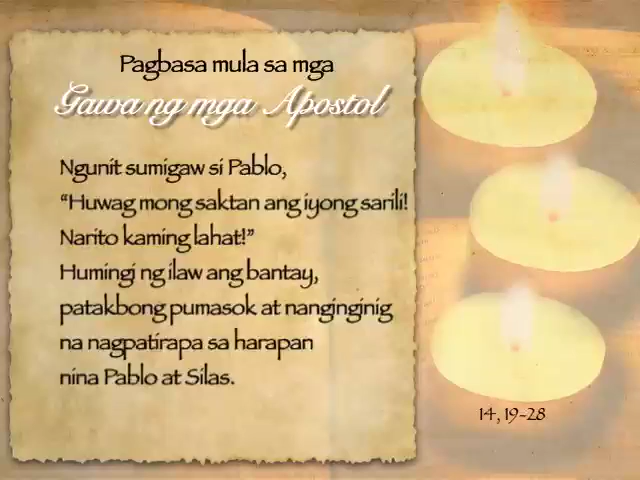 Pagbasa mula sa mga
Gawa ng mga Apostol
Ngunit sumigaw si Pablo,
“Huwag mong saktan ang iyong sarili!
Narito kaming lahat!”
Humingi ng ilaw ang bantay,
patakbong pumasok at nanginginig
na nagpatirapa sa harapan
nina Pablo at Silas.
14, 19-28